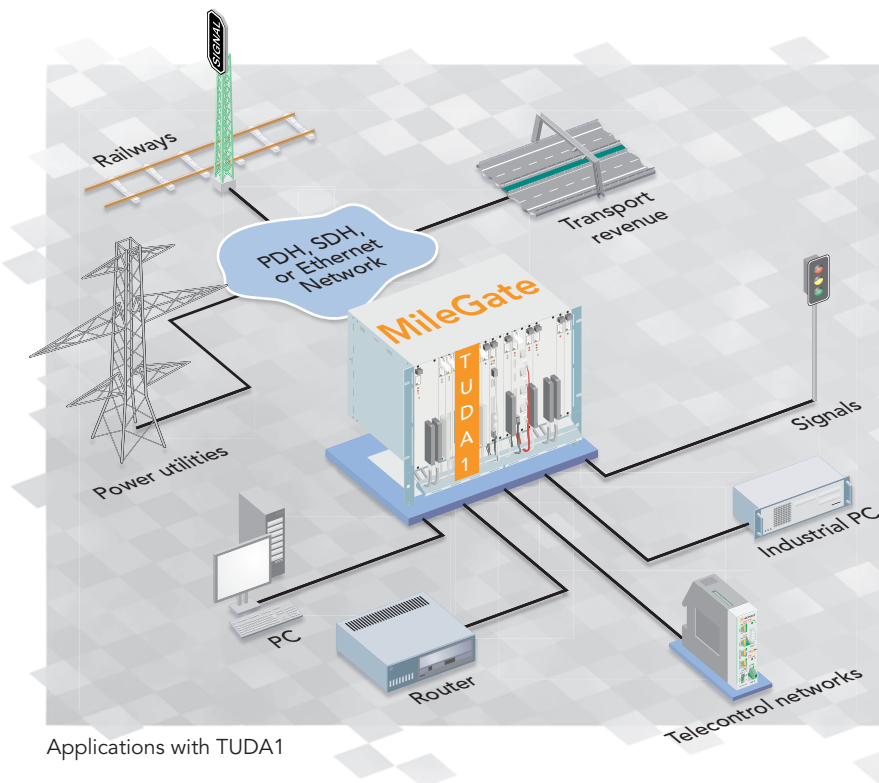 SIGNAL
Railways
Transport
revenue
PDH, SDH,
or Ethernet
Network
MileGate
TUDA1
Power utilities
Signals
Industrial PC
PC
Router
Telecontrol networks
Applications with TUDA1